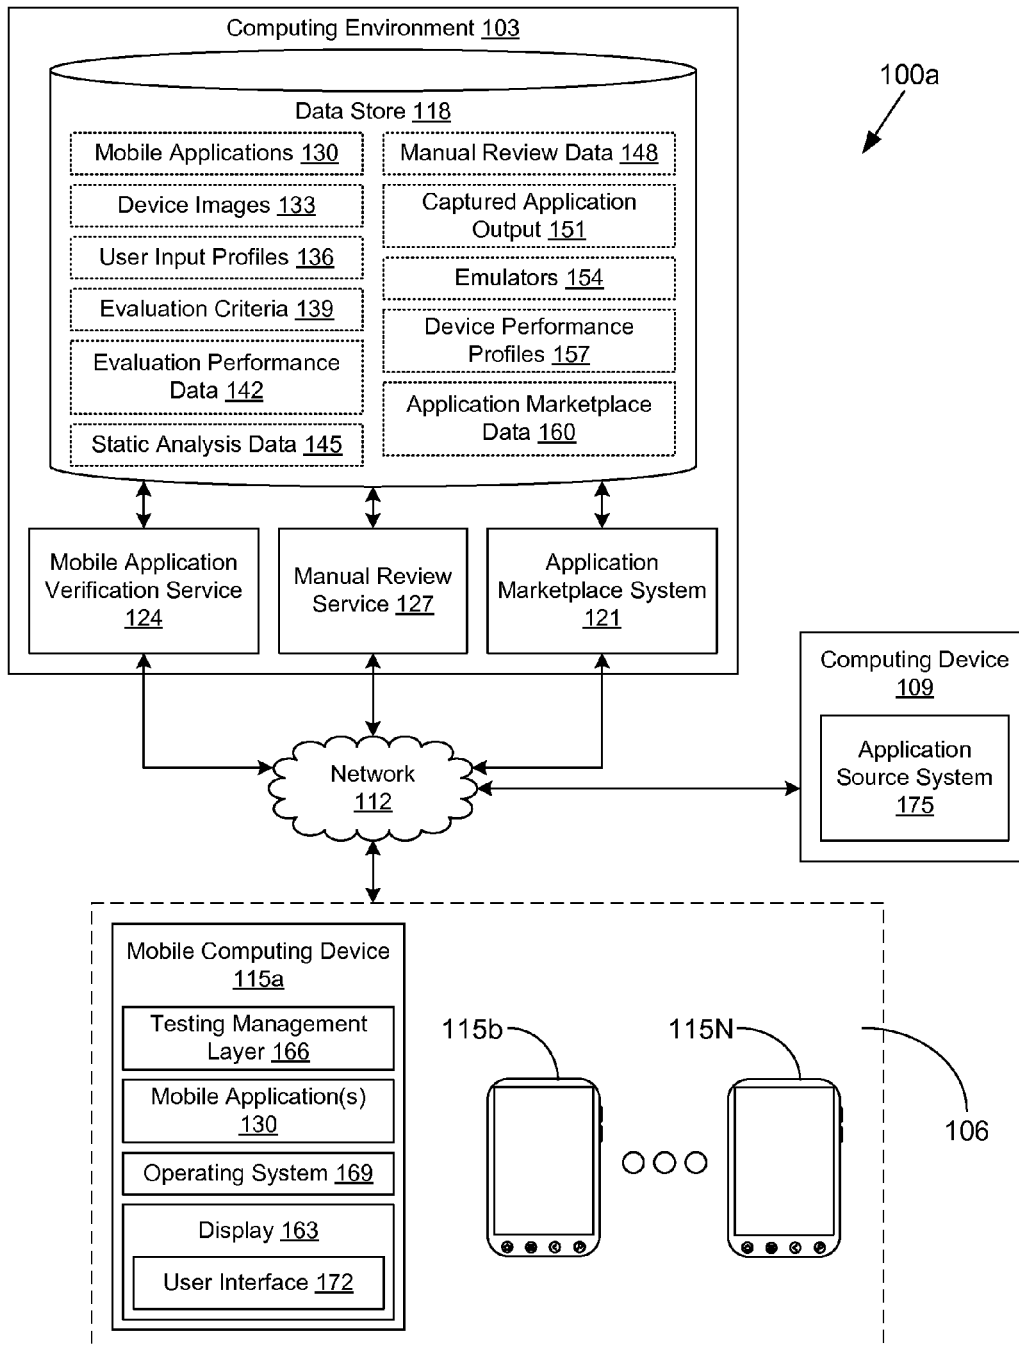 Computing Environment 103
100a
Data Store 118
Mobile Applications 130
Device Images 133
User Input Profiles 136
Evaluation Criteria 139
Evaluation Performance
Data 142
Static Analysis Data 145
Manual Review Data 148
Captured Application
Output 151
Emulators 154
Device Performance
Profiles 157
Application Marketplace
Data 160
Mobile Application
Verification Service
124
Manual Review
Service 127
Application
Marketplace System
121
Computing Device
109
Application
Source System
175
Network
112
Mobile Computing Device
115a
Testing Management
Layer 166
Mobile Application(s)
130
Operating System 169
Display 163
User Interface 172
115b
115N
106